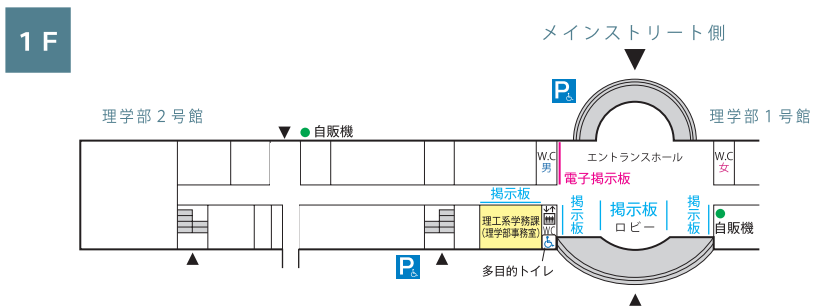 1F
メインストリート側
P
理学部2号館
理学部1号館
自販機
W.C
男
エントランスホール
W.C
女
電子掲示板
掲示板
掲示板
掲示板
ロビー
掲示板
理工系学務課
(理学部事務室)
WC
自販機
P
多目的トイレ